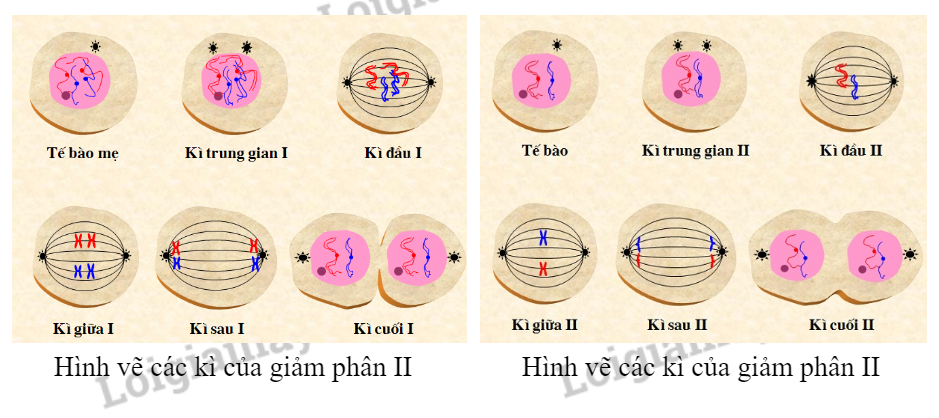 Tế bào mẹ
Kì trung gian I
Kì đầu I
Kì giữa I
Kì sau I
Kì cuối I
Hình vẽ các kì của giảm phân II
Tế bào
Kì trung gian II
Kì đầu II
Kì giữa II
Kì sau II
Kì cuối II
Hình vẽ các kì của giảm phân II